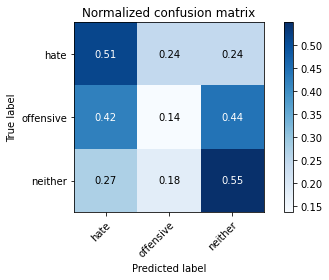 Normalized confusion matrix
True label
hate
0.51 0.24 0.24
offensive
0.42 0.14 0.44
neither
0.27 0.18 0.55
hate
offensive
neither
Predicted label
0.50
0.45
0.40
0.35
0.30
0.25
0.20
0.15